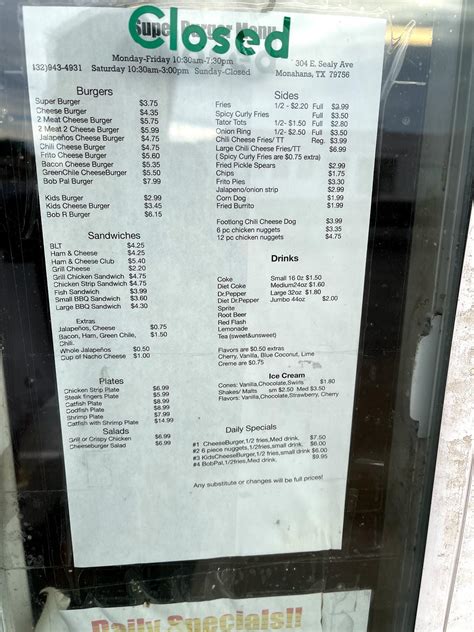 Closed
Super Burger Menu
Monday-Friday 10:30am-7:30pm
432)943-4931 Saturday 10:30am-3:00pm Sunday-Closed
304 E. Sealy Ave
Monahans, TX 79756
Burgers
Super Burger $3.75
Cheese Burger $4.35
2 Meat Cheese Burger $5.75
2 Meat 2 Cheese Burger $5.99
Jalapeños Cheese Burger $4.75
Chili Cheese Burger $4.75
Frito Cheese Burger $5.60
Bacon Cheese Burger $5.35
GreenChile CheeseBurger $5.50
Bob Pal Burger $7.99
Kids Burger $2.99
Kids Cheese Burger $3.45
Bob R Burger $6.15
Sandwiches
BLT $4.25
Ham & Cheese $4.25
Ham & Cheese Club $5.40
Grill Cheese $2.20
Grill Chicken Sandwich $4.75
Chicken Strip Sandwich $4.75
Fish Sandwich $3.99
Small BBQ Sandwich $3.60
Large BBQ Sandwich $4.30
Extras
Jalapeños, Cheese $0.75
Bacon, Ham, Green Chile, $1.50
Chili.
Whole Jalapeños $0.50
Cup of Nacho Cheese $1.00
Plates
Chicken Strip Plate $6.99
Steak fingers Plate $5.99
Catfish Plate $8.99
Codfish Plate $8.99
Shrimp Plate $7.99
Catfish with Shrimp Plate $14.99
Salads
Grill or Crispy Chicken $6.99
Cheeseburger Salad $5.99
Sides
Fries 1/2 - $2.20 Full $3.99
Spicy Curly Fries Full $3.50
Tator Tots 1/2 -$1.50 Full $2.80
Onion Ring 1/2 -$2.50 Full $4.50
Chili Cheese Fries/ TT Reg. $3.99
Large Chili Cheese Fries/TT $6.99
( Spicy Curly Fries are $0.75 extra)
Fried Pickle Spears $2.99
Chips $1.75
Frito Pies $3.30
Jalapeno/onion strip $2.99
Corn Dog $1.99
Fried Burrito $1.99
Footlong Chili Cheese Dog $3.99
6 pc chicken nuggets $3.35
12 pc chicken nuggets $4.75
Drinks
Coke Small 16 0z $1.50
Diet Coke Medium24oz $1.60
Dr.Pepper Large 32oz $1.80
Diet Dr.Pepper Jumbo 44oz $2.00
Sprite
Root Beer
Red Flash
Lemonade
Tea (sweet&unsweet)
Flavors are $0.50 extras
Cherry, Vanilla, Blue Coconut, Lime
Creme are $0.75
Ice Cream
Cones: Vanilla,Chocolate,Swirls $1.80
Shakes/ Malts sm $2.50 Med $3.50
Flavors: Vanilla,Chocolate,Strawberry, Cherry
Daily Specials
#1 CheeseBurger,1/2 fries,Med drink. $7.50
#2 6 piece nuggets,1/2fries,small drink $6.00
#3 KidsCheeseBurger,1/2 fries,small drink $6.00
#4 BobPal,1/2fries,Med drink. $9.95
Any substitute or changes will be full prices!
Daily Specials!!